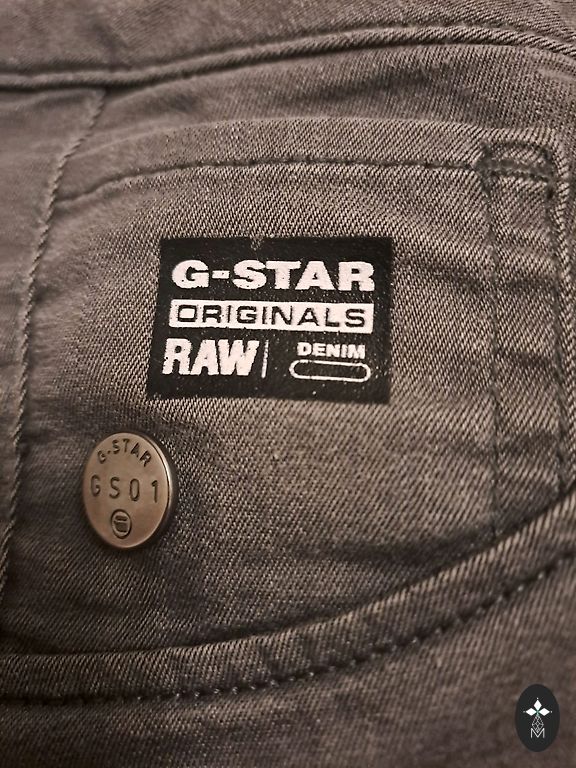 G-STAR
ORIGINALS
RAW
DENIM
G-STAR
GS01
M